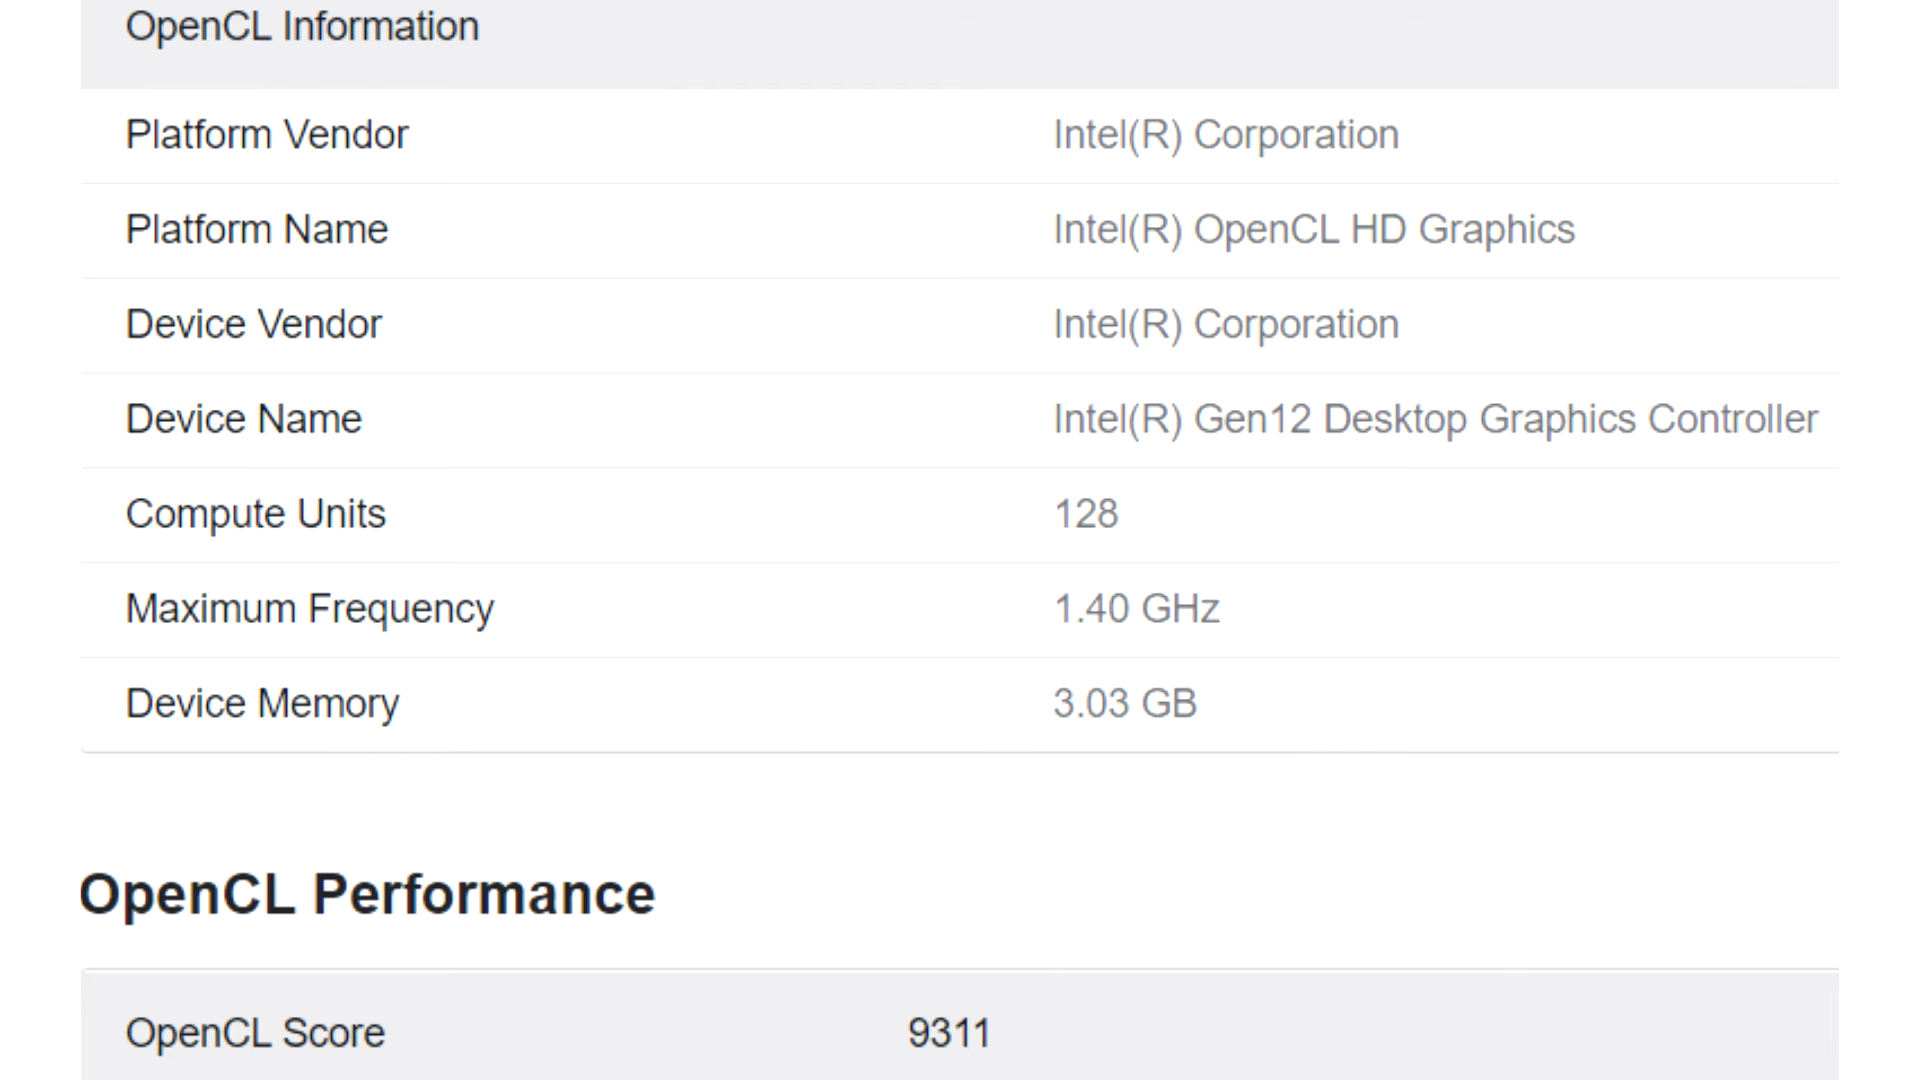 OpenCL Information
Platform Vendor Intel(R) Corporation
Platform Name Intel(R) OpenCL HD Graphics
Device Vendor Intel(R) Corporation
Device Name Intel(R) Gen12 Desktop Graphics Controller
Compute Units 128
Maximum Frequency 1.40 GHz
Device Memory 3.03 GB
OpenCL Performance
OpenCL Score 9311